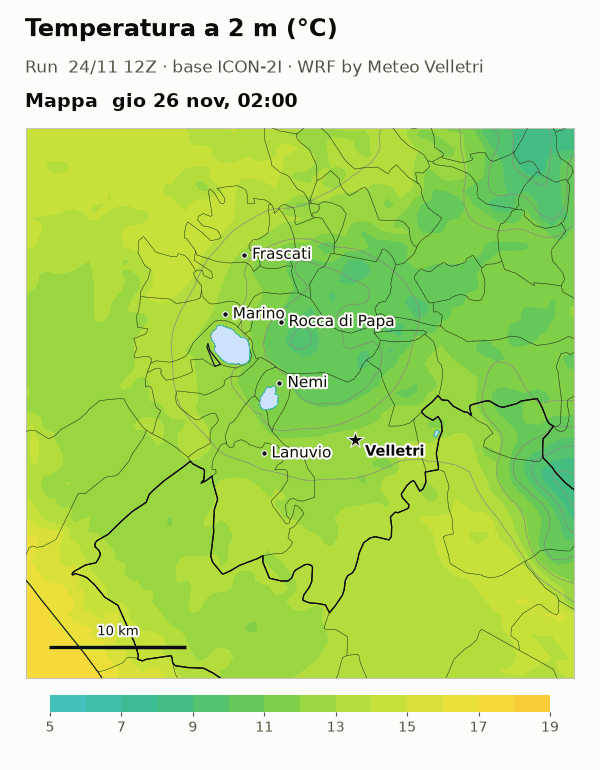 Temperatura a 2 m (°C)
Run  24/11 12Z · base ICON-2I · WRF by Meteo Velletri
Mappa  gio 26 nov, 02:00
Frascati
Marino
Rocca di Papa
Nemi
Velletri
Lanuvio
10 km
5 7 9 11 13 15 17 19